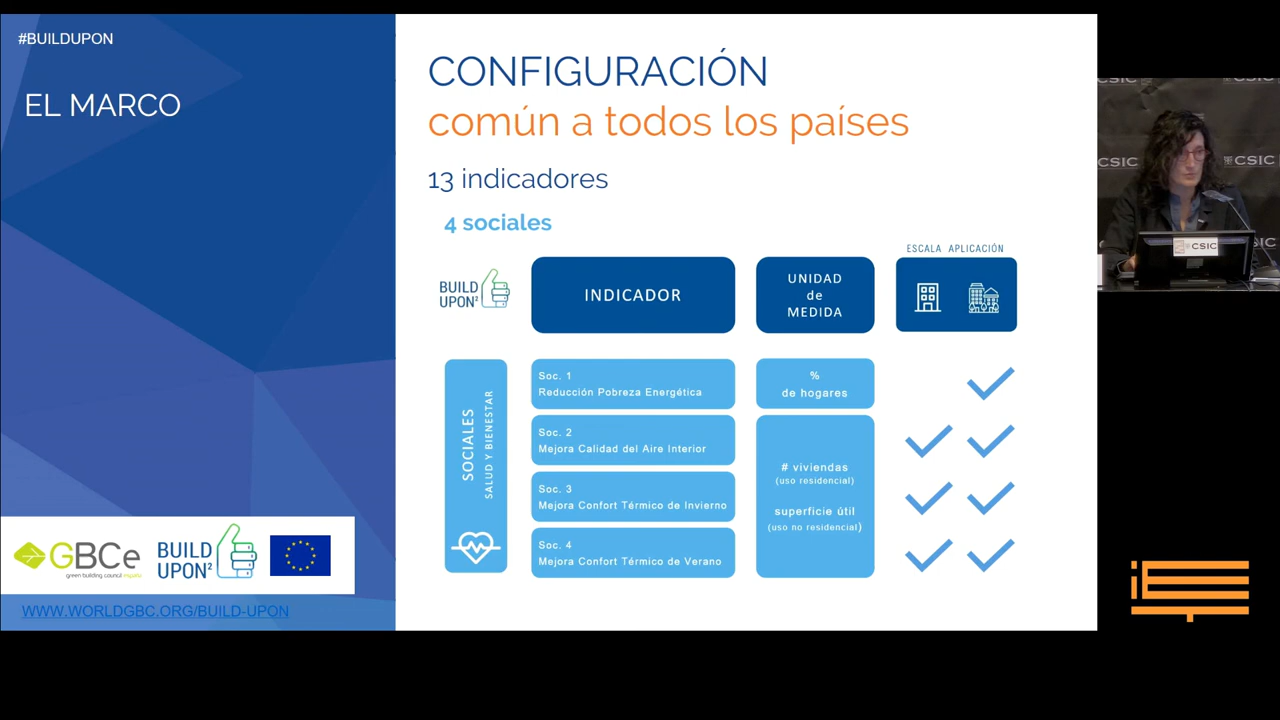 #BUILDUPON
EL MARCO
CONFIGURACIÓN
común a todos los países
13 indicadores
4 sociales
ESCALA APLICACIÓN
BUILD
UPON²
INDICADOR
UNIDAD
de
MEDIDA
SOCIALES
SALUD Y BIENESTAR
Soc. 1
Reducción Pobreza Energética
%
de hogares
Soc. 2
Mejora Calidad del Aire Interior
Soc. 3
Mejora Confort Térmico de Invierno
Soc. 4
Mejora Confort Térmico de Verano
# viviendas
(uso residencial)
superficie útil
(uso no residencial)
GBCe
green building council españa
BUILD
UPON²
WWW.WORLDGBC.ORG/BUILD-UPON
CSIC
CSIC
CSIC
CSIC